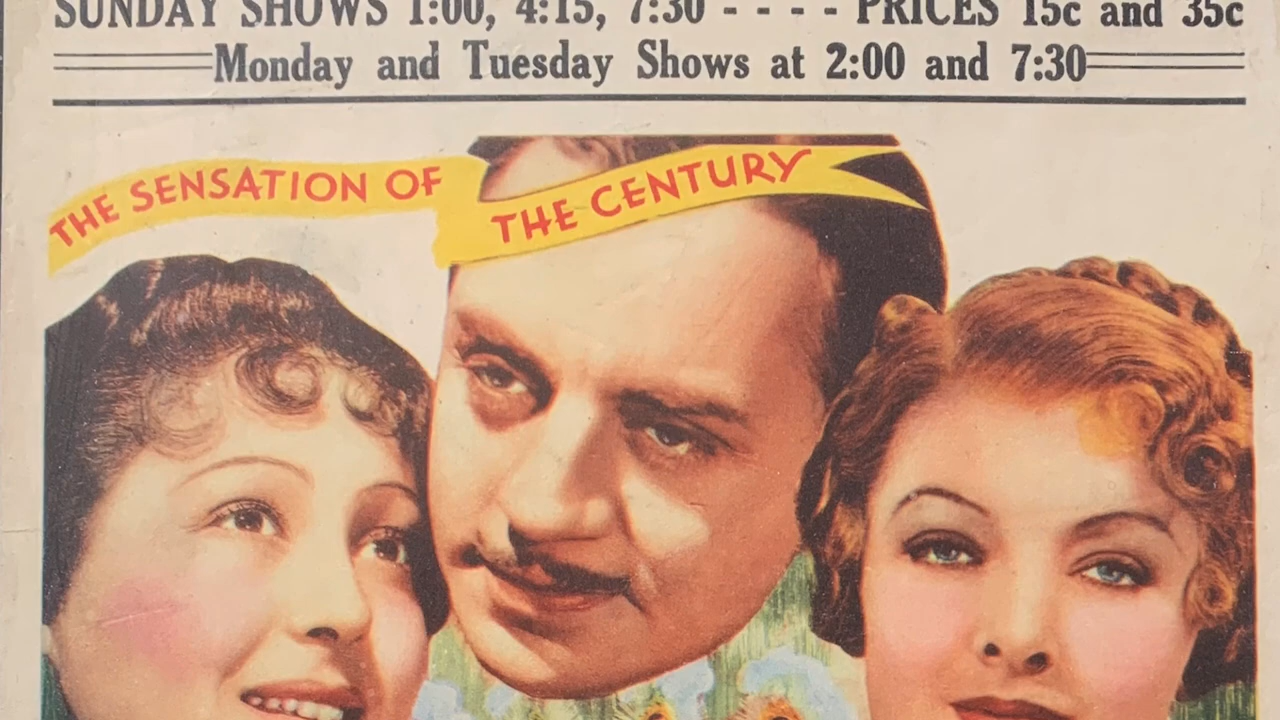 SUNDAY SHOWS 1:00, 4:15, 7:30 - - - - PRICES 15c and 35c
Monday and Tuesday Shows at 2:00 and 7:30
THE SENSATION OF THE CENTURY